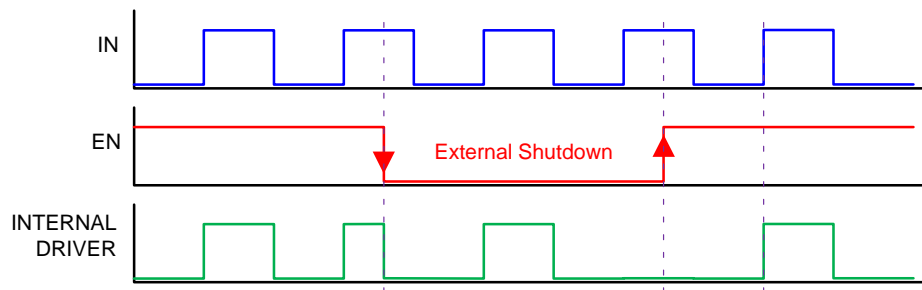 IN
EN
External Shutdown
INTERNAL
DRIVER